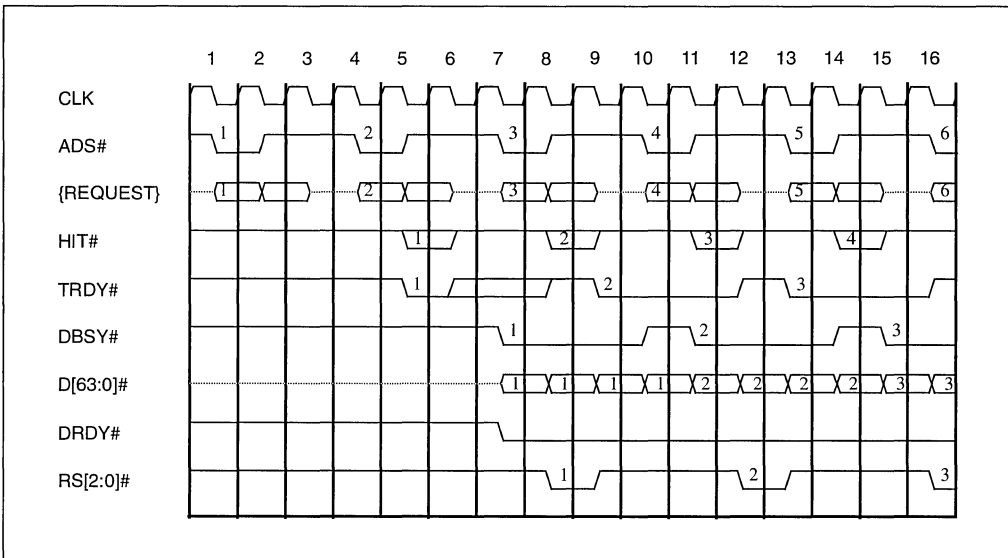 1 2 3 4 5 6 7 8 9 10 11 12 13 14 15 16
CLK
ADS# 1 2 3 4 5 6
{REQUEST} 1 2 3 4 5 6
HIT# 1 2 3 4
TRDY# 1 2 3
DBSY# 1 2 3
D[63:0]# 1 1 1 1 2 2 2 2 3 3
DRDY#
RS[2:0]# 1 2 3